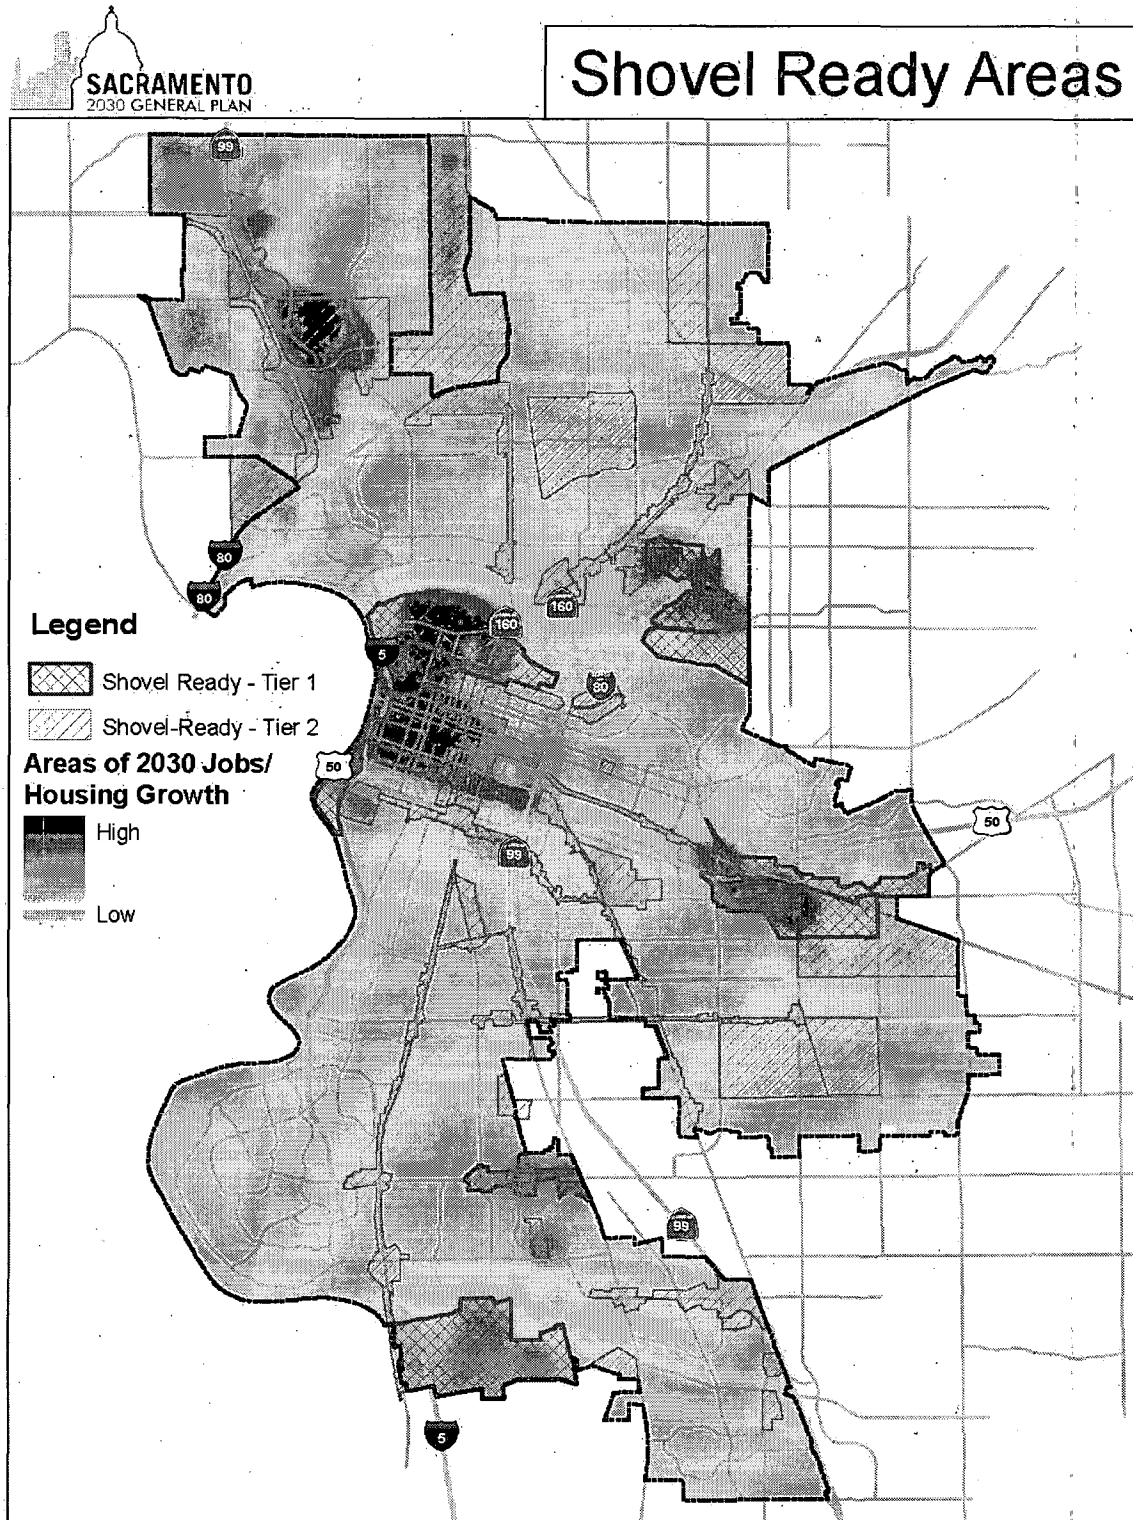 SACRAMENTO
2030 GENERAL PLAN
Shovel Ready Areas
99
80
80
160
160
5
80
Legend
Shovel Ready - Tier 1
Shovel-Ready - Tier 2
50
Areas of 2030 Jobs/
Housing Growth
High
50
99
Low
99
5